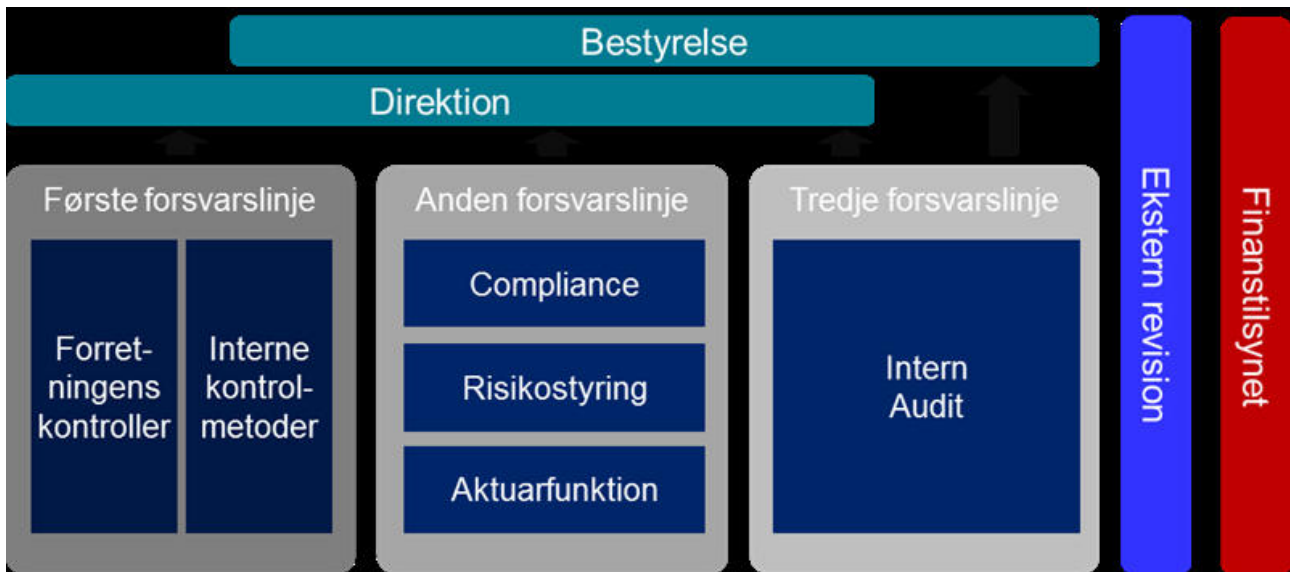 Bestyrelse
Direktion
Første forsvarslinje
Forret-
ningens
kontroller
Interne
kontrol-
metoder
Anden forsvarslinje
Compliance
Risikostyring
Aktuarfunktion
Tredje forsvarslinje
Intern
Audit
Ekstern revision
Finanstilsynet